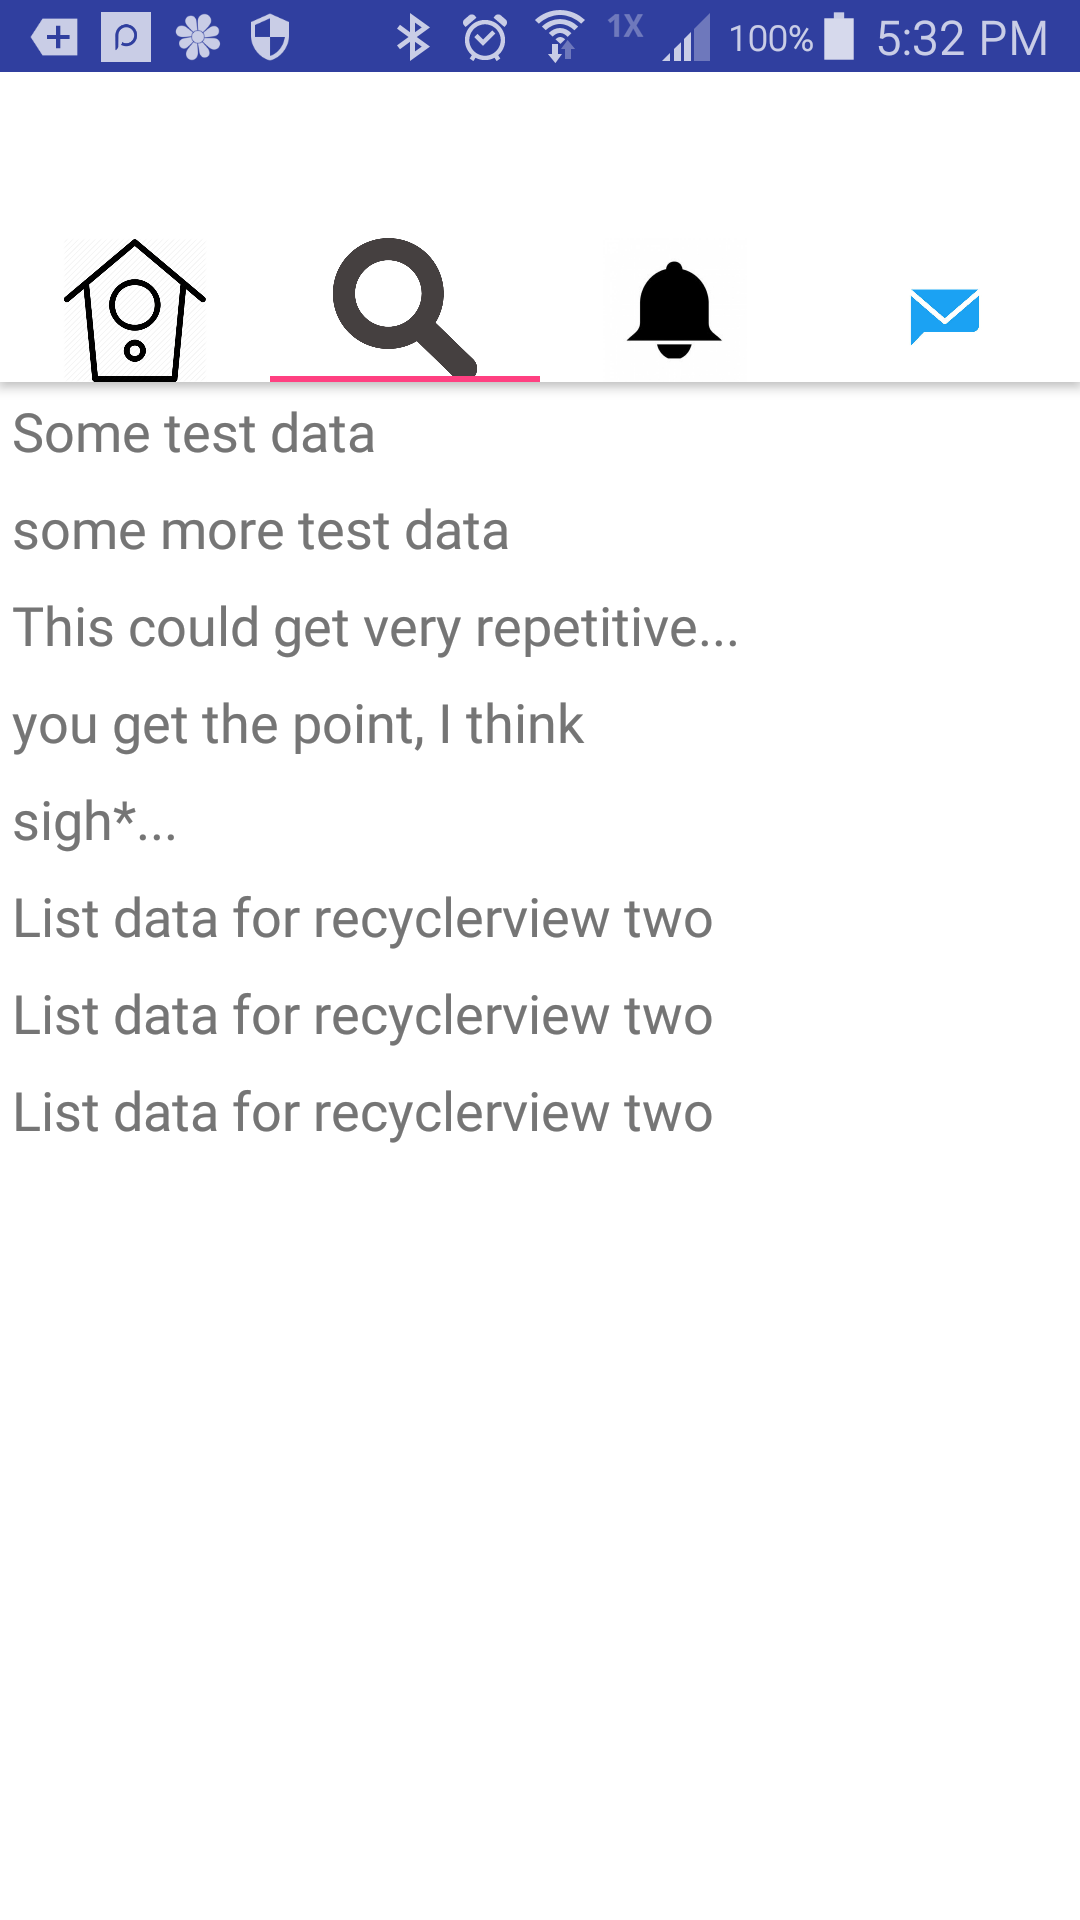 1X 100% 5:32 PM
Some test data
some more test data
This could get very repetitive...
you get the point, I think
sigh*...
List data for recyclerview two
List data for recyclerview two
List data for recyclerview two